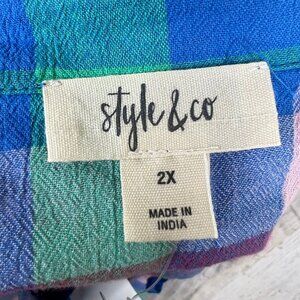 style & co
2X
MADE IN
INDIA